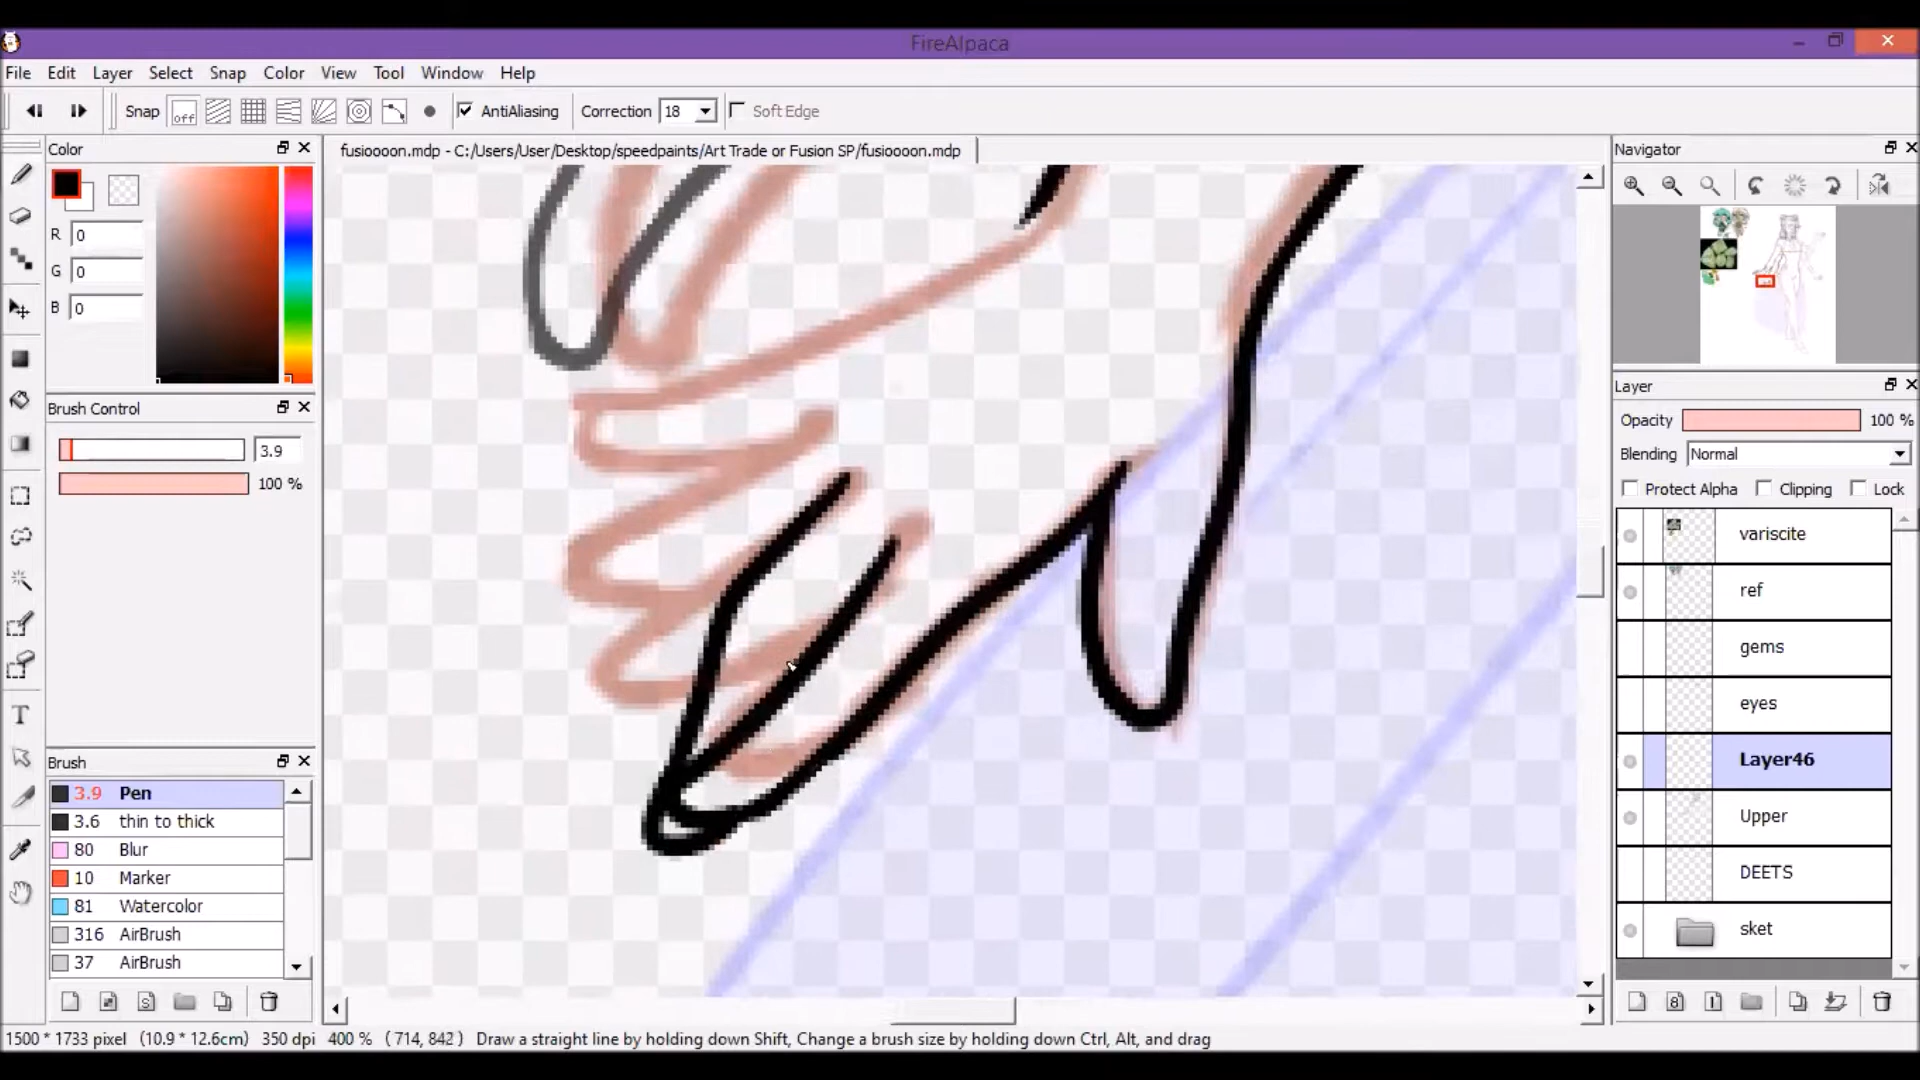 FireAlpaca
File Edit Layer Select Snap Color View Tool Window Help
Snap off AntiAliasing Correction 18 Soft Edge
Color
fusioooon.mdp - C:/Users/User/Desktop/speedpaints/Art Trade or Fusion SP/fusioooon.mdp
Navigator
R 0
G 0
B 0
Brush Control
3.9
100 %
Layer
Opacity 100 %
Blending Normal
Protect Alpha Clipping Lock
variscite
ref
gems
eyes
Layer46
Upper
DEETS
sket
Brush
3.9 Pen
3.6 thin to thick
80 Blur
10 Marker
81 Watercolor
316 AirBrush
37 AirBrush
1500 * 1733 pixel (10.9 * 12.6cm) 350 dpi 400 % (714, 842) Draw a straight line by holding down Shift, Change a brush size by holding down Ctrl, Alt, and drag